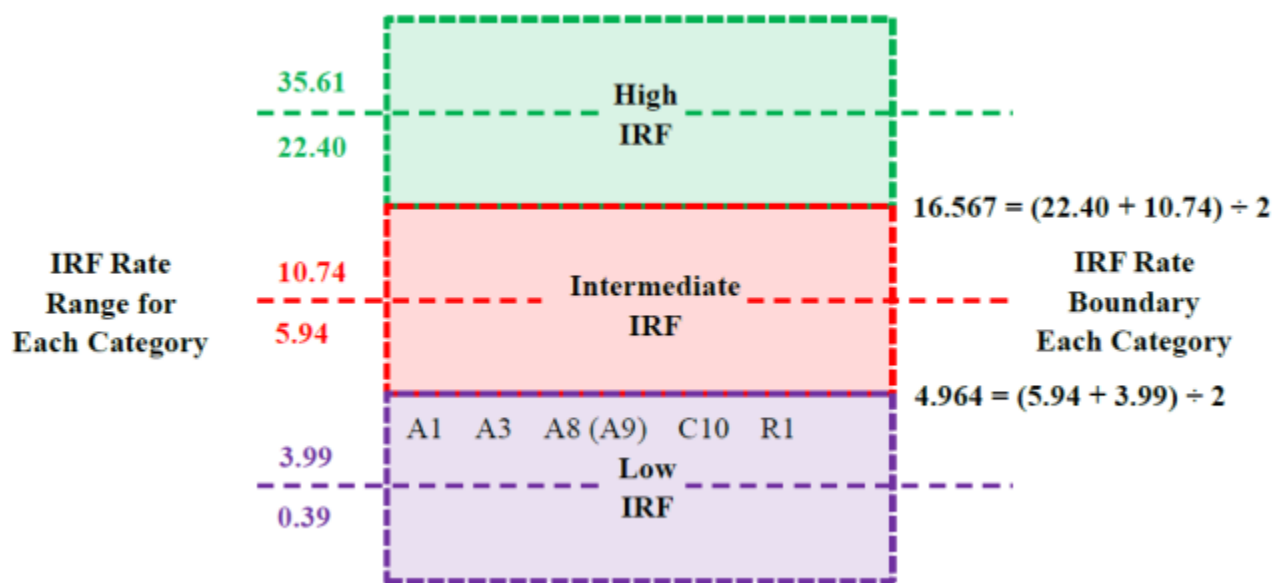 35.61
High
IRF
22.40
16.567 = (22.40 + 10.74) ÷ 2
IRF Rate
Range for
Each Category
10.74
5.94
Intermediate
IRF
IRF Rate
Boundary
Each Category
4.964 = (5.94 + 3.99) ÷ 2
A1 A3 A8 (A9) C10 R1
3.99
0.39
Low
IRF